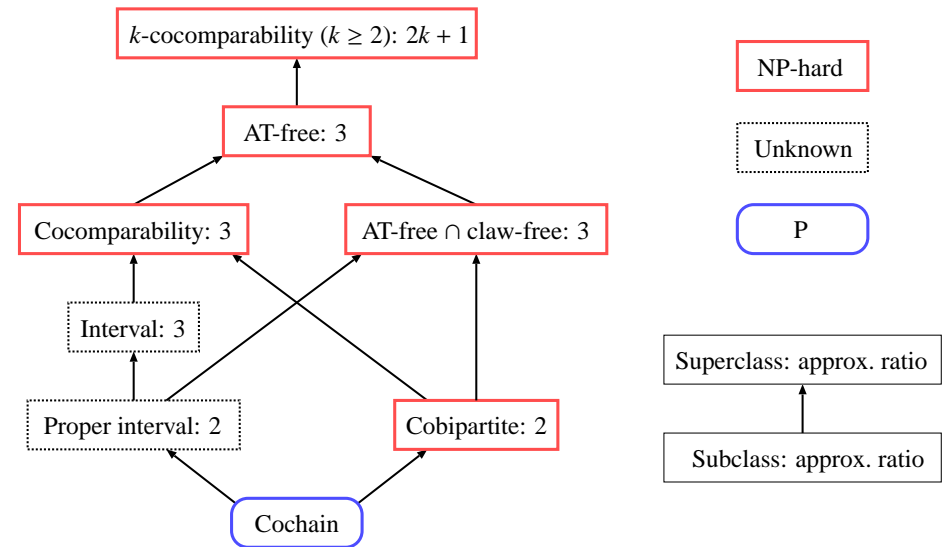 k-cocomparability (k ≥ 2): 2k + 1
NP-hard
AT-free: 3
Unknown
Cocomparability: 3
AT-free ∩ claw-free: 3
P
Interval: 3
Superclass: approx. ratio
Proper interval: 2
Cobipartite: 2
Subclass: approx. ratio
Cochain